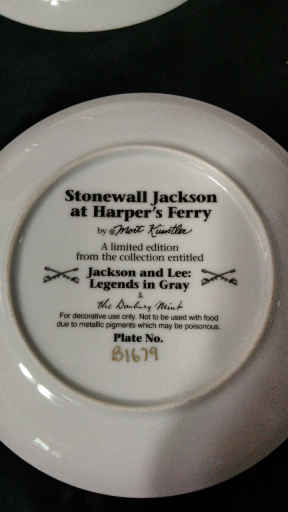 Stonewall Jackson
at Harper's Ferry
by © Mort Künstler
A limited edition
from the collection entitled
Jackson and Lee:
Legends in Gray
&
The Danbury Mint
For decorative use only. Not to be used with food
due to metallic pigments which may be poisonous.
Plate No.
B1679